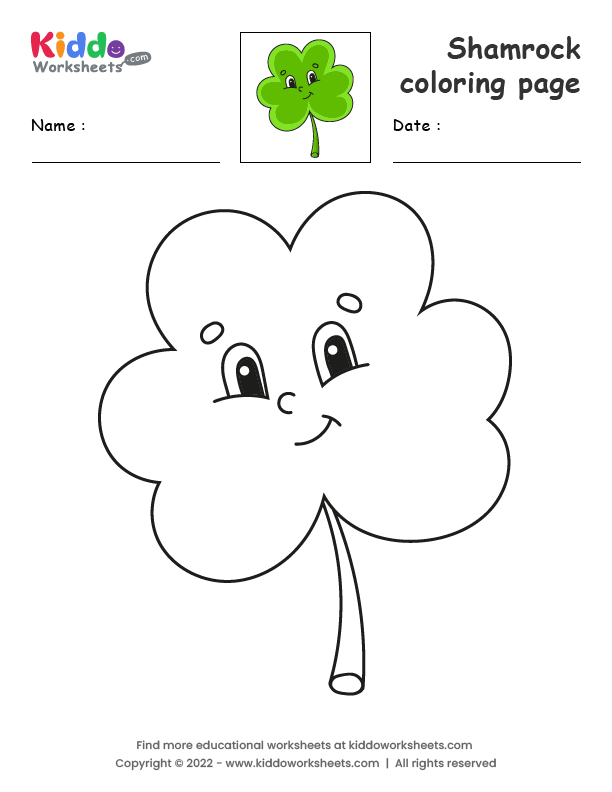 Kiddo
Worksheets.com
Shamrock
coloring page
Name :
Date :
Find more educational worksheets at kiddoworksheets.com
Copyright © 2022 - www.kiddoworksheets.com | All rights reserved